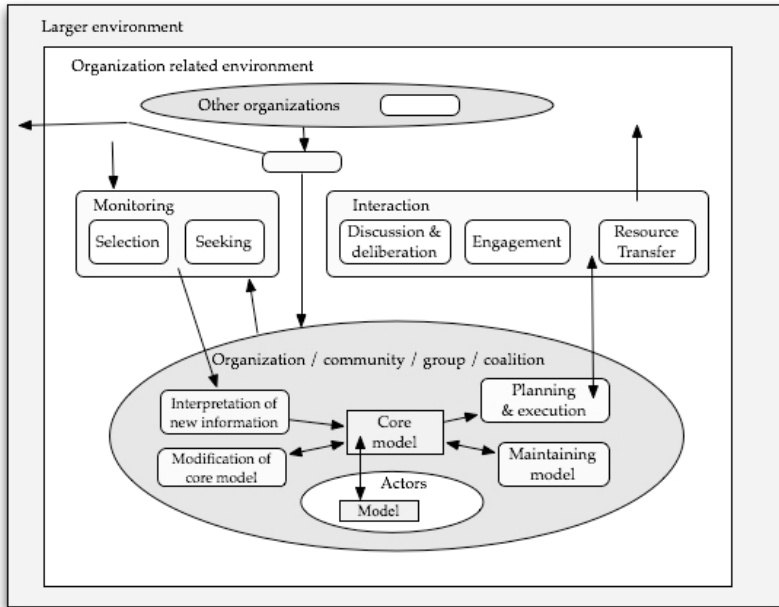 Larger environment
Organization related environment
Other organizations
Monitoring
Selection
Seeking
Interaction
Discussion &
deliberation
Engagement
Resource
Transfer
Organization / community / group / coalition
Interpretation of
new information
Core
model
Planning
& execution
Modification of
core model
Maintaining
model
Actors
Model